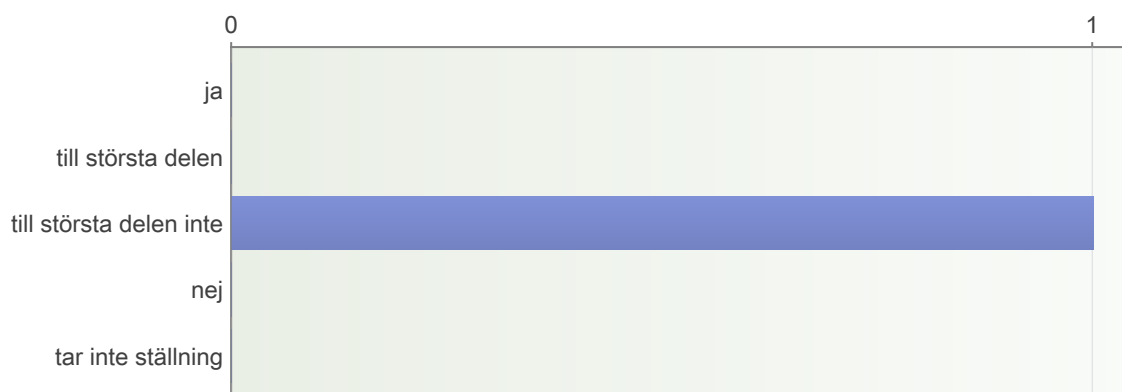 0 1
ja
till största delen
till största delen inte
nej
tar inte ställning